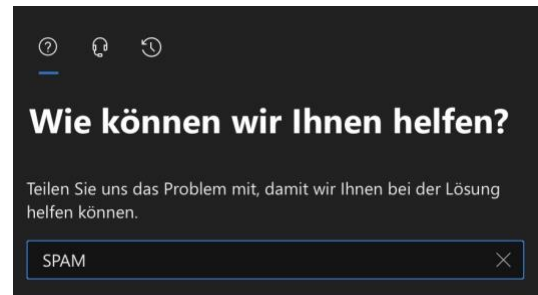 Wie können wir Ihnen helfen?
Teilen Sie uns das Problem mit, damit wir Ihnen bei der Lösung
helfen können.
SPAM